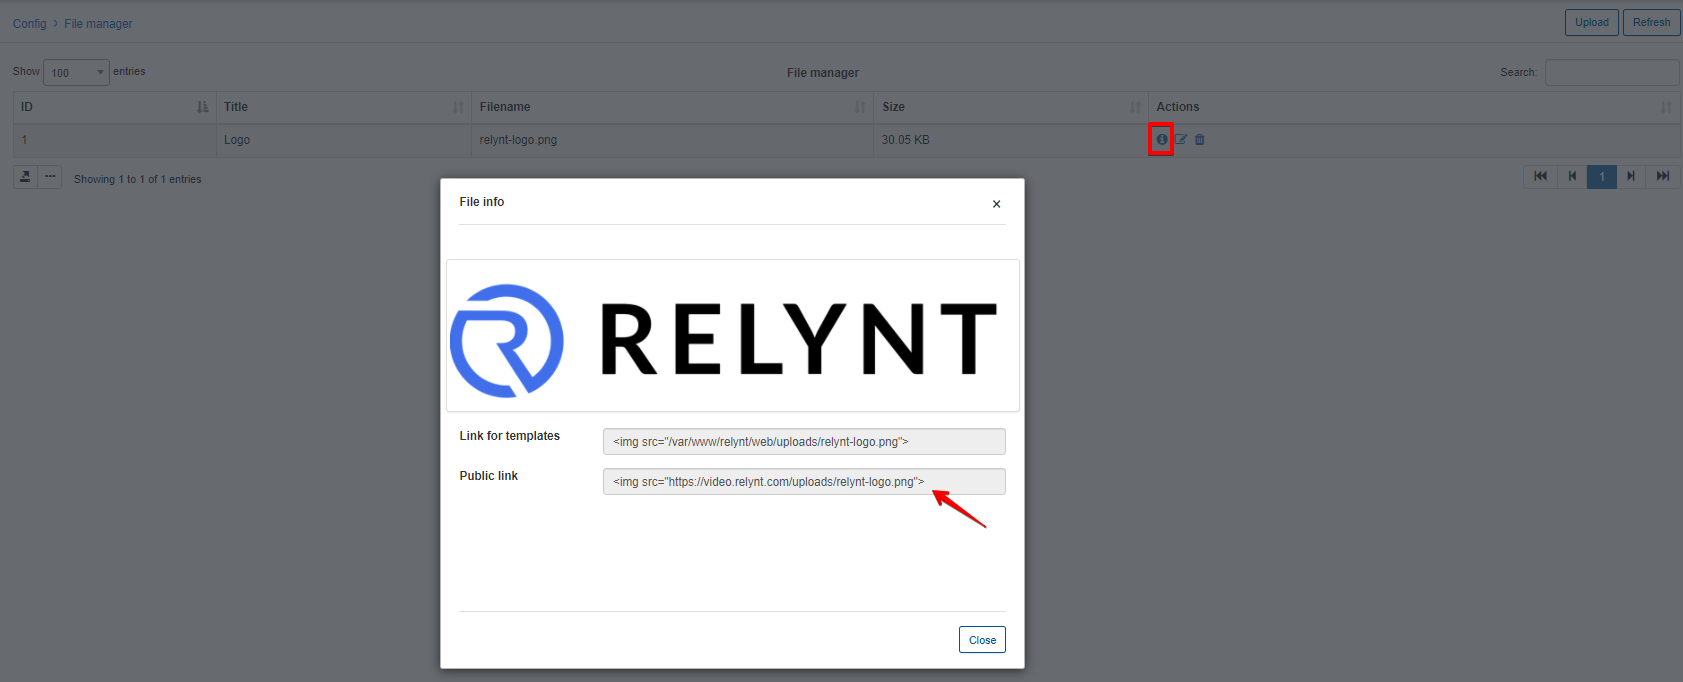 Config › File manager
Upload
Refresh
Show 100 entries
File manager
Search:
ID
Title
Filename
Size
Actions
1
Logo
relynt-logo.png
30.05 KB
Showing 1 to 1 of 1 entries
1
File info
×
RELYNT
Link for templates
<img src="/var/www/relynt/web/uploads/relynt-logo.png">
Public link
<img src="https://video.relynt.com/uploads/relynt-logo.png">
Close